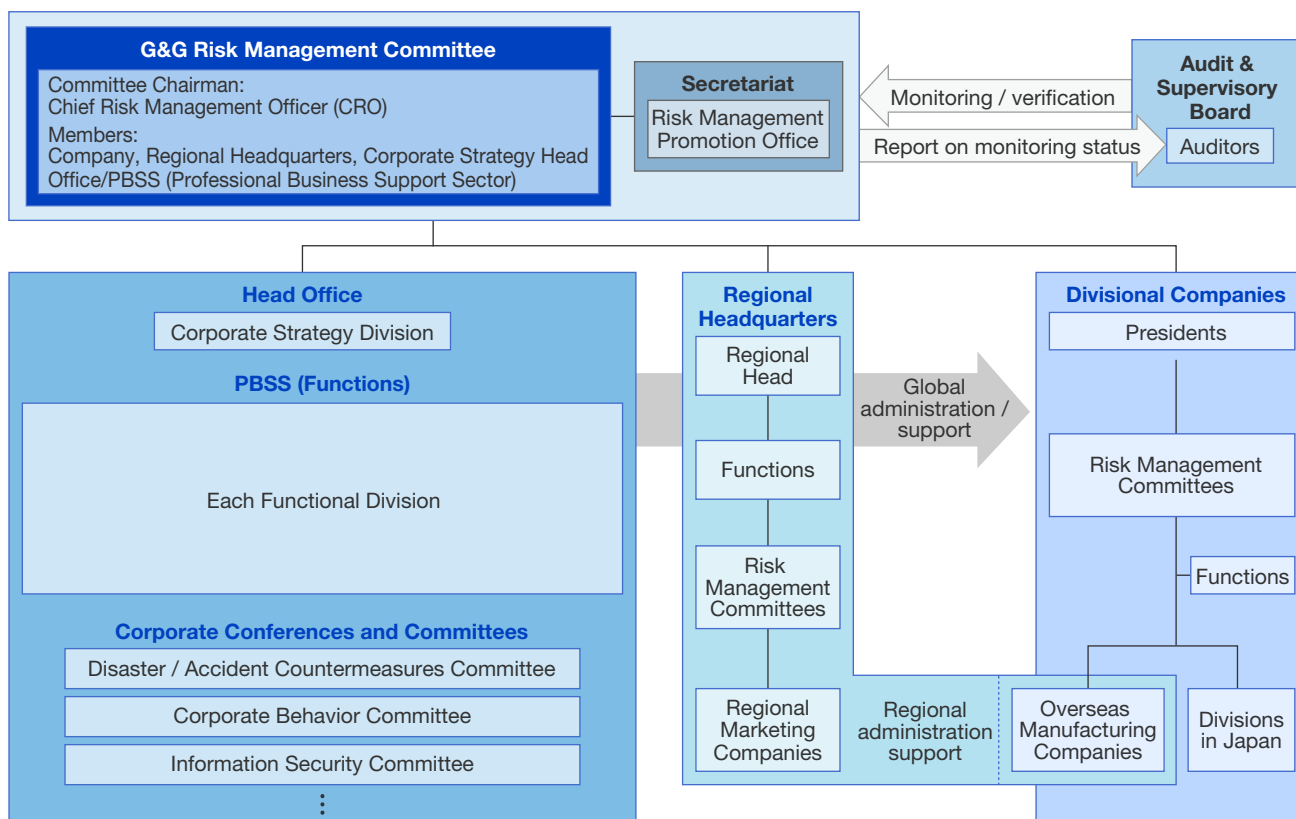 G&G Risk Management Committee
Committee Chairman:
Chief Risk Management Officer (CRO)
Members:
Company, Regional Headquarters, Corporate Strategy Head
Office/PBSS (Professional Business Support Sector)
Secretariat
Risk Management
Promotion Office
Monitoring / verification
Report on monitoring status
Audit &
Supervisory
Board
Auditors
Head Office
Corporate Strategy Division
PBSS (Functions)
Each Functional Division
Corporate Conferences and Committees
Disaster / Accident Countermeasures Committee
Corporate Behavior Committee
Information Security Committee
⋮
Regional
Headquarters
Regional
Head
Functions
Risk
Management
Committees
Regional
Marketing
Companies
Global
administration /
support
Regional
administration
support
Divisional Companies
Presidents
Risk Management
Committees
Functions
Overseas
Manufacturing
Companies
Divisions
in Japan